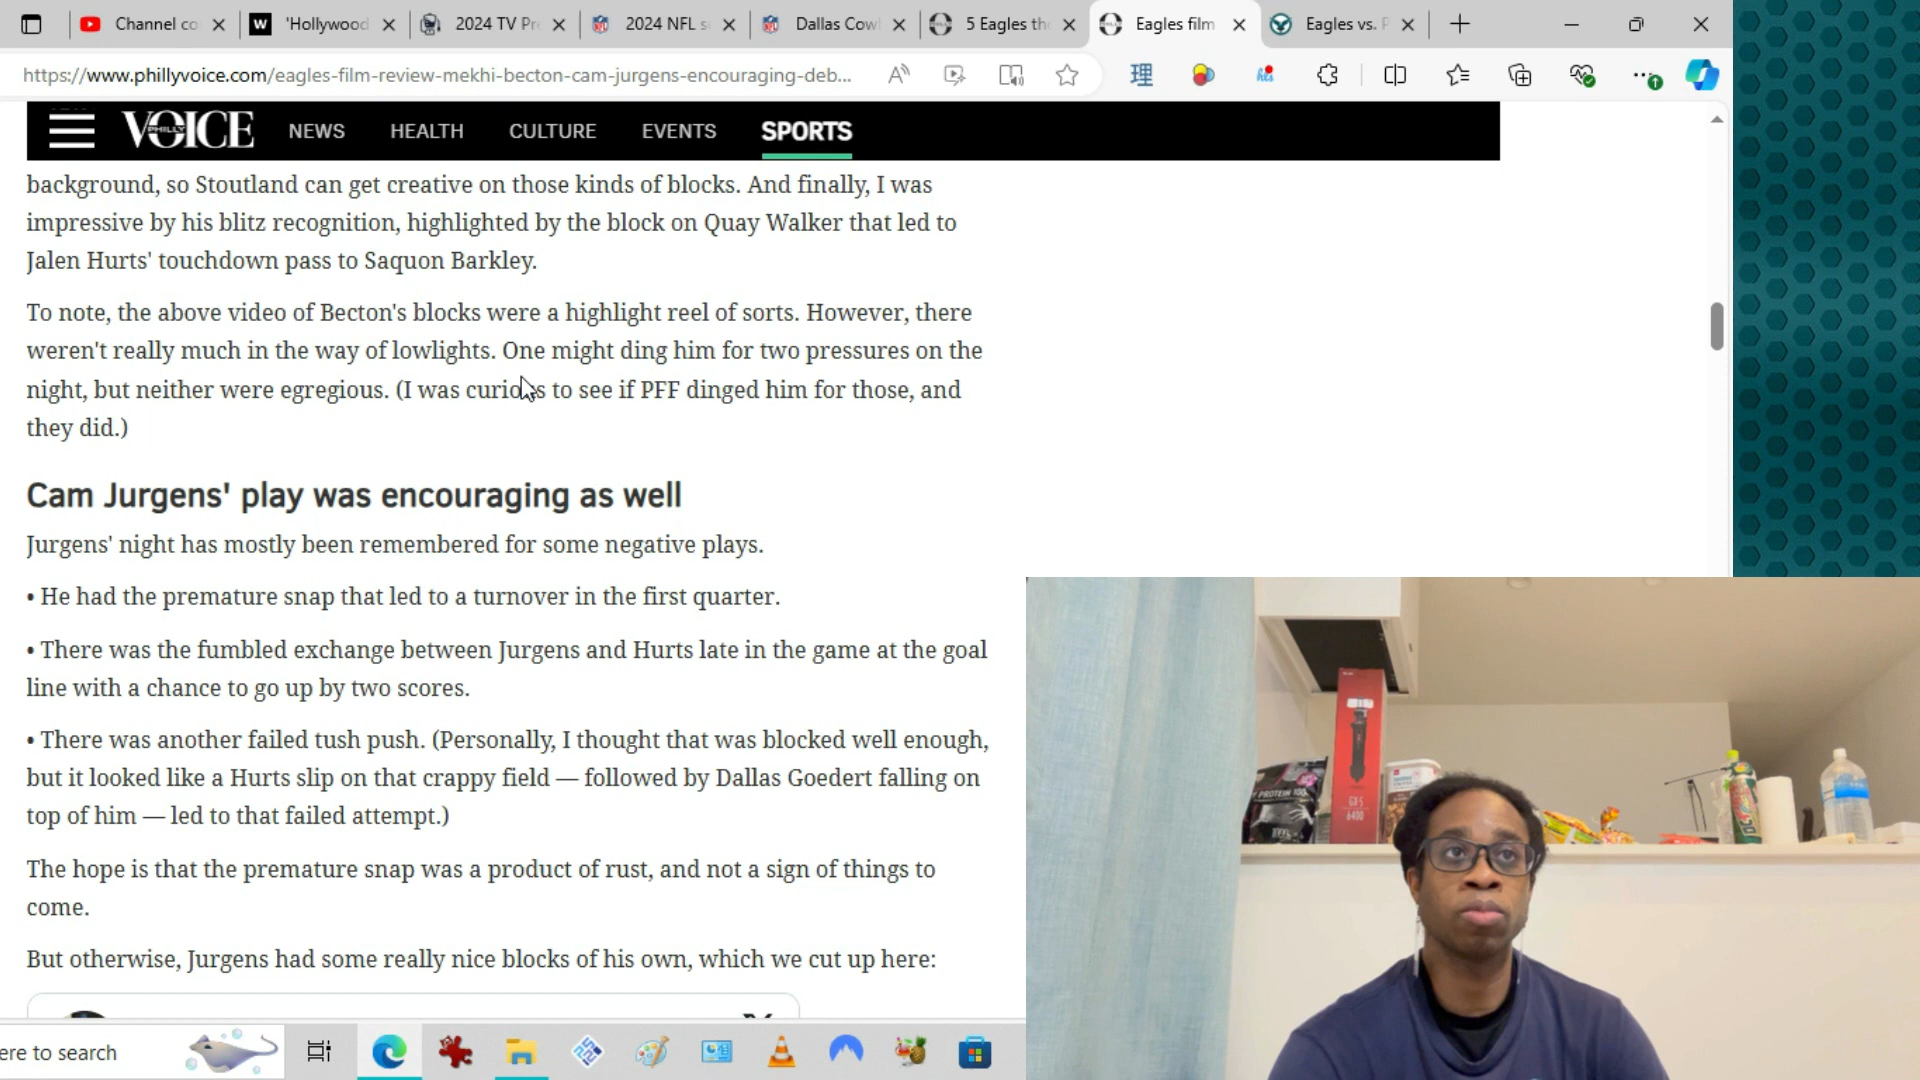 Channel co
'Hollywood
2024 TV Pr
2024 NFL s
Dallas Cow
5 Eagles th
Eagles film
Eagles vs. P
https://www.phillyvoice.com/eagles-film-review-mekhi-becton-cam-jurgens-encouraging-deb...
VOICE
PHILLY
NEWS
HEALTH
CULTURE
EVENTS
SPORTS
background, so Stoutland can get creative on those kinds of blocks. And finally, I was
impressive by his blitz recognition, highlighted by the block on Quay Walker that led to
Jalen Hurts' touchdown pass to Saquon Barkley.
To note, the above video of Becton's blocks were a highlight reel of sorts. However, there
weren't really much in the way of lowlights. One might ding him for two pressures on the
night, but neither were egregious. (I was curious to see if PFF dinged him for those, and
they did.)
Cam Jurgens' play was encouraging as well
Jurgens' night has mostly been remembered for some negative plays.
• He had the premature snap that led to a turnover in the first quarter.
• There was the fumbled exchange between Jurgens and Hurts late in the game at the goal
line with a chance to go up by two scores.
• There was another failed tush push. (Personally, I thought that was blocked well enough,
but it looked like a Hurts slip on that crappy field — followed by Dallas Goedert falling on
top of him — led to that failed attempt.)
The hope is that the premature snap was a product of rust, and not a sign of things to
come.
But otherwise, Jurgens had some really nice blocks of his own, which we cut up here:
ere to search
PROTEIN 100
6400